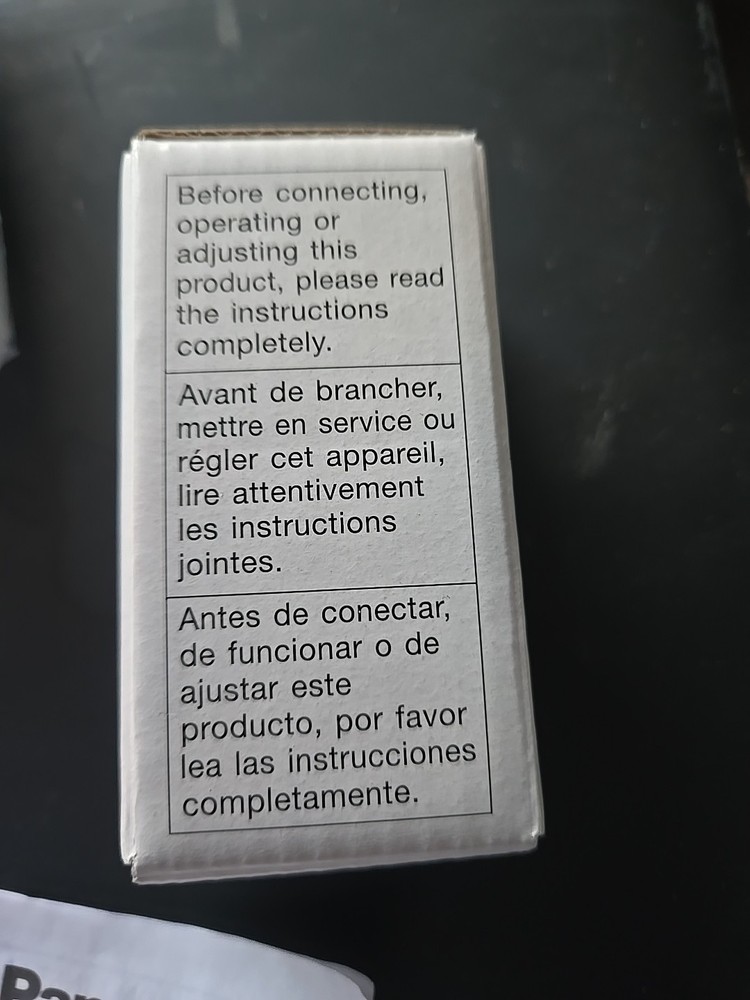 Before connecting,
operating or
adjusting this
product, please read
the instructions
completely.
Avant de brancher,
mettre en service ou
régler cet appareil,
lire attentivement
les instructions
jointes.
Antes de conectar,
de funcionar o de
ajustar este
producto, por favor
lea las instrucciones
completamente.